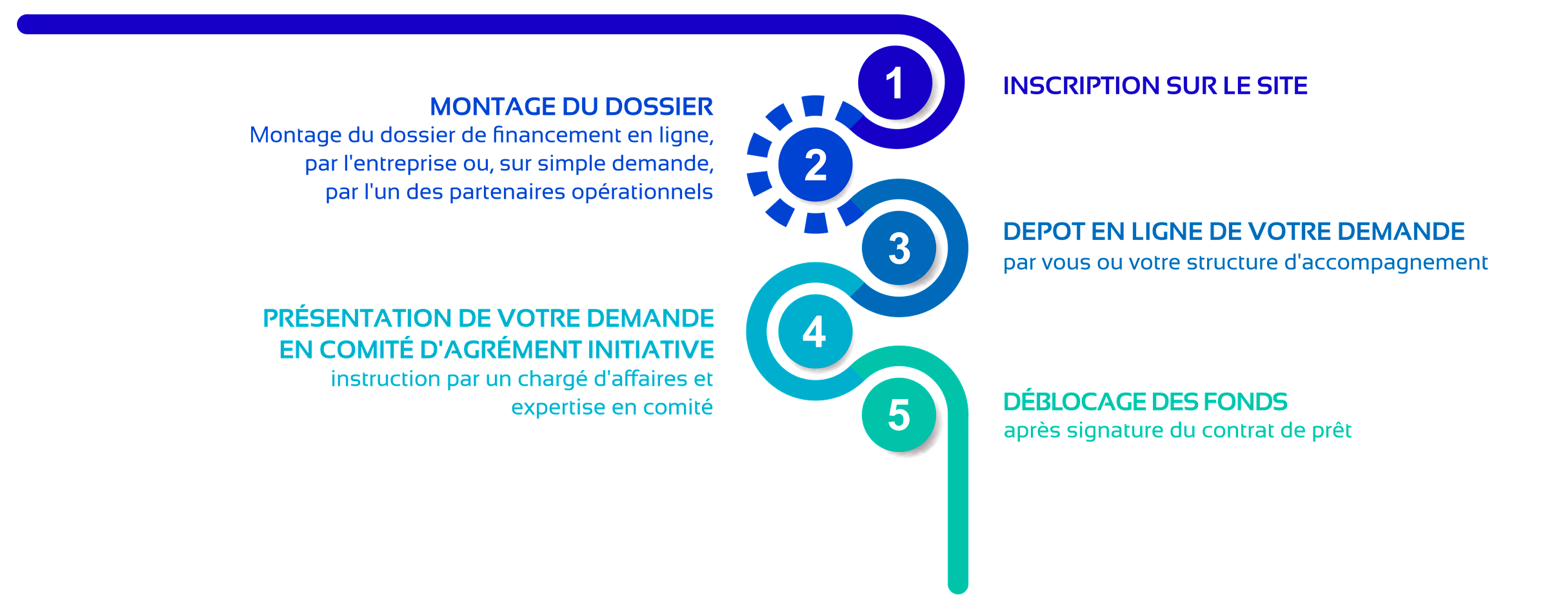 1
INSCRIPTION SUR LE SITE
2
MONTAGE DU DOSSIER
Montage du dossier de financement en ligne,
par l'entreprise ou, sur simple demande,
par l'un des partenaires opérationnels
3
DEPOT EN LIGNE DE VOTRE DEMANDE
par vous ou votre structure d'accompagnement
4
PRÉSENTATION DE VOTRE DEMANDE
EN COMITÉ D'AGRÉMENT INITIATIVE
instruction par un chargé d'affaires et
expertise en comité
5
DÉBLOCAGE DES FONDS
après signature du contrat de prêt